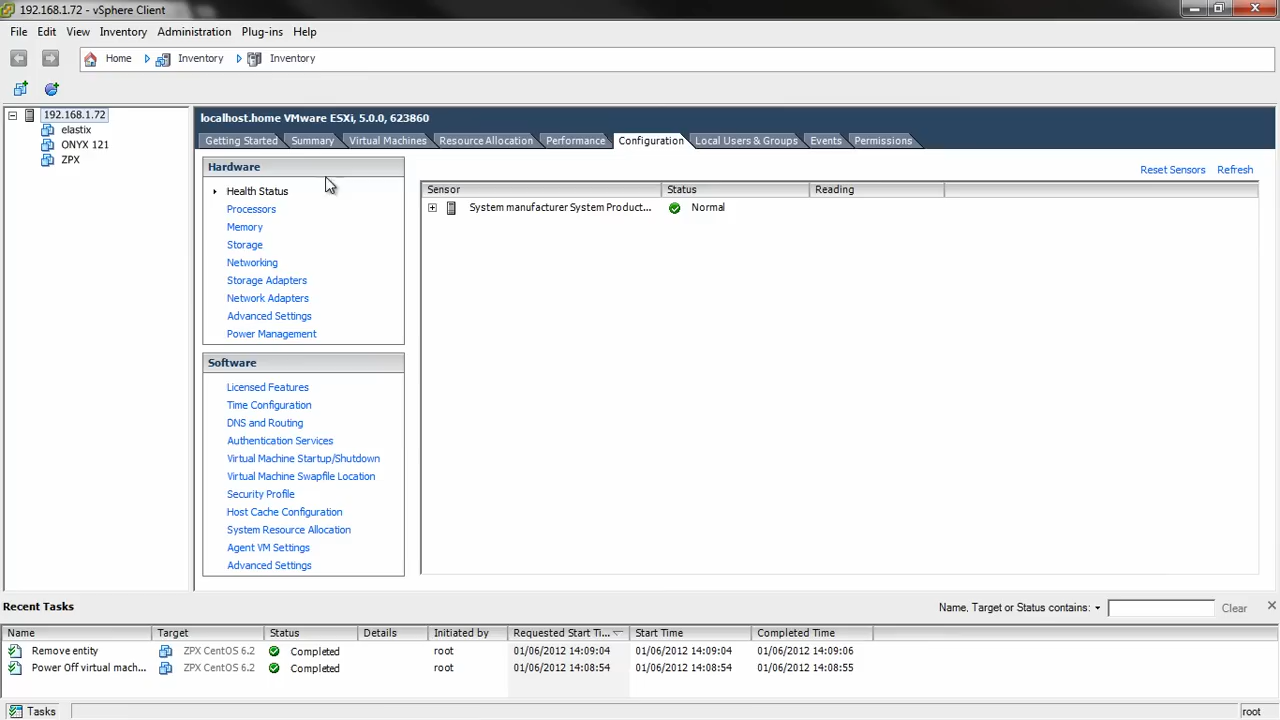 192.168.1.72 - vSphere Client
File Edit View Inventory Administration Plug-ins Help
Home Inventory Inventory
192.168.1.72
elastix
ONYX 121
ZPX
localhost.home VMware ESXi, 5.0.0, 623860
Getting Started Summary Virtual Machines Resource Allocation Performance Configuration Local Users & Groups Events Permissions
Hardware
Health Status
Processors
Memory
Storage
Networking
Storage Adapters
Network Adapters
Advanced Settings
Power Management
Software
Licensed Features
Time Configuration
DNS and Routing
Authentication Services
Virtual Machine Startup/Shutdown
Virtual Machine Swapfile Location
Security Profile
Host Cache Configuration
System Resource Allocation
Agent VM Settings
Advanced Settings
Reset Sensors Refresh
Sensor Status Reading
System manufacturer System Product... Normal
Recent Tasks
Name, Target or Status contains: Clear
Name Target Status Details Initiated by Requested Start Ti... Start Time Completed Time
Remove entity ZPX CentOS 6.2 Completed root 01/06/2012 14:09:04 01/06/2012 14:09:04 01/06/2012 14:09:06
Power Off virtual mach... ZPX CentOS 6.2 Completed root 01/06/2012 14:08:54 01/06/2012 14:08:54 01/06/2012 14:08:55
Tasks root